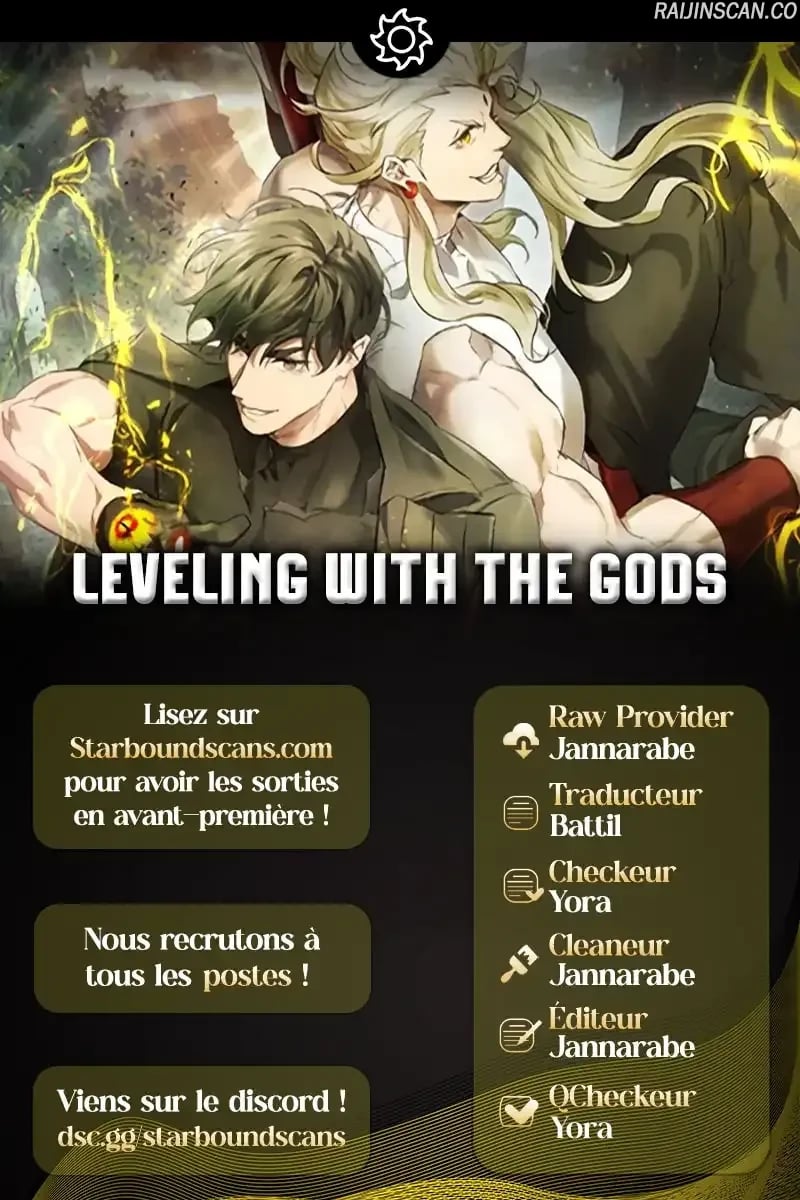 RAIJINSCAN.CO
LEVELING WITH THE GODS
Lisez sur
Starboundscans.com
pour avoir les sorties
en avant-première !
Nous recrutons à
tous les postes !
Viens sur le discord !
dsc.gg/starboundscans
Raw Provider
Jannarabe
Traducteur
Battil
Checkeur
Yora
Cleaneur
Jannarabe
Éditeur
Jannarabe
QCheckeur
Yora